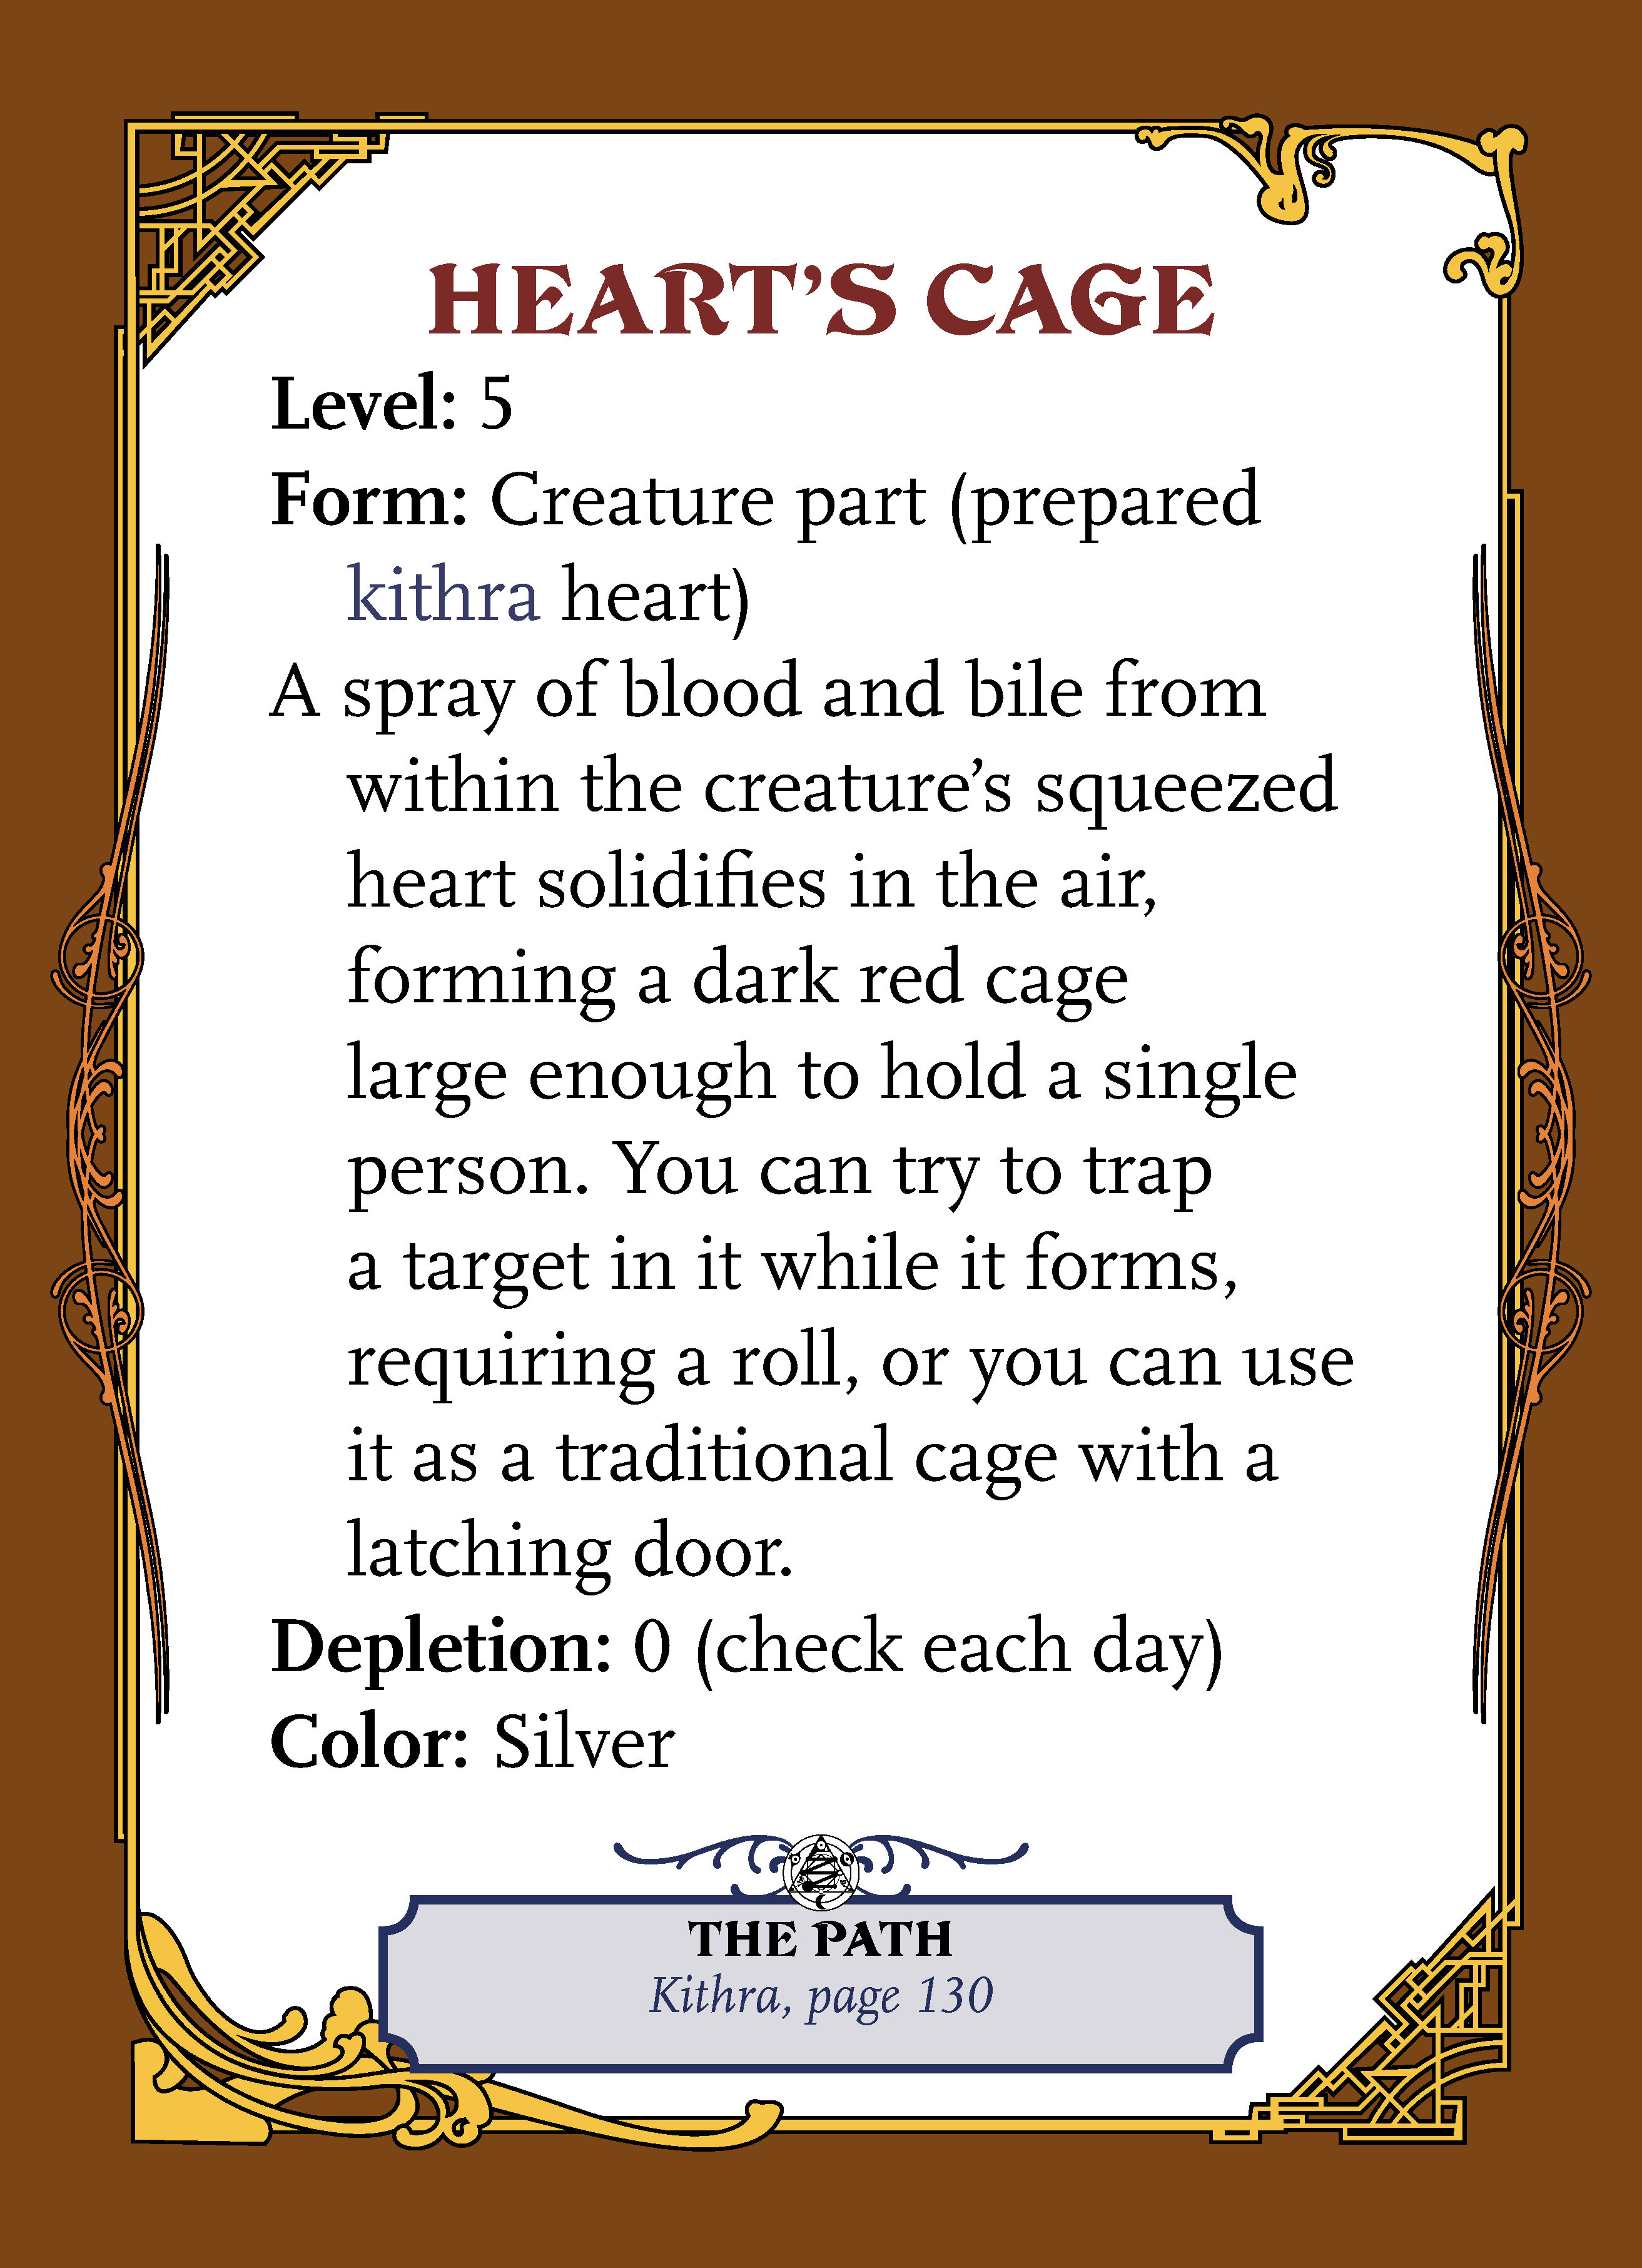 HEART’S CAGE
Level: 5
Form: Creature part (prepared
kithra heart)
A spray of blood and bile from
within the creature’s squeezed
heart solidifies in the air,
forming a dark red cage
large enough to hold a single
person. You can try to trap
a target in it while it forms,
requiring a roll, or you can use
it as a traditional cage with a
latching door.
Depletion: 0 (check each day)
Color: Silver
THE PATH
Kithra, page 130